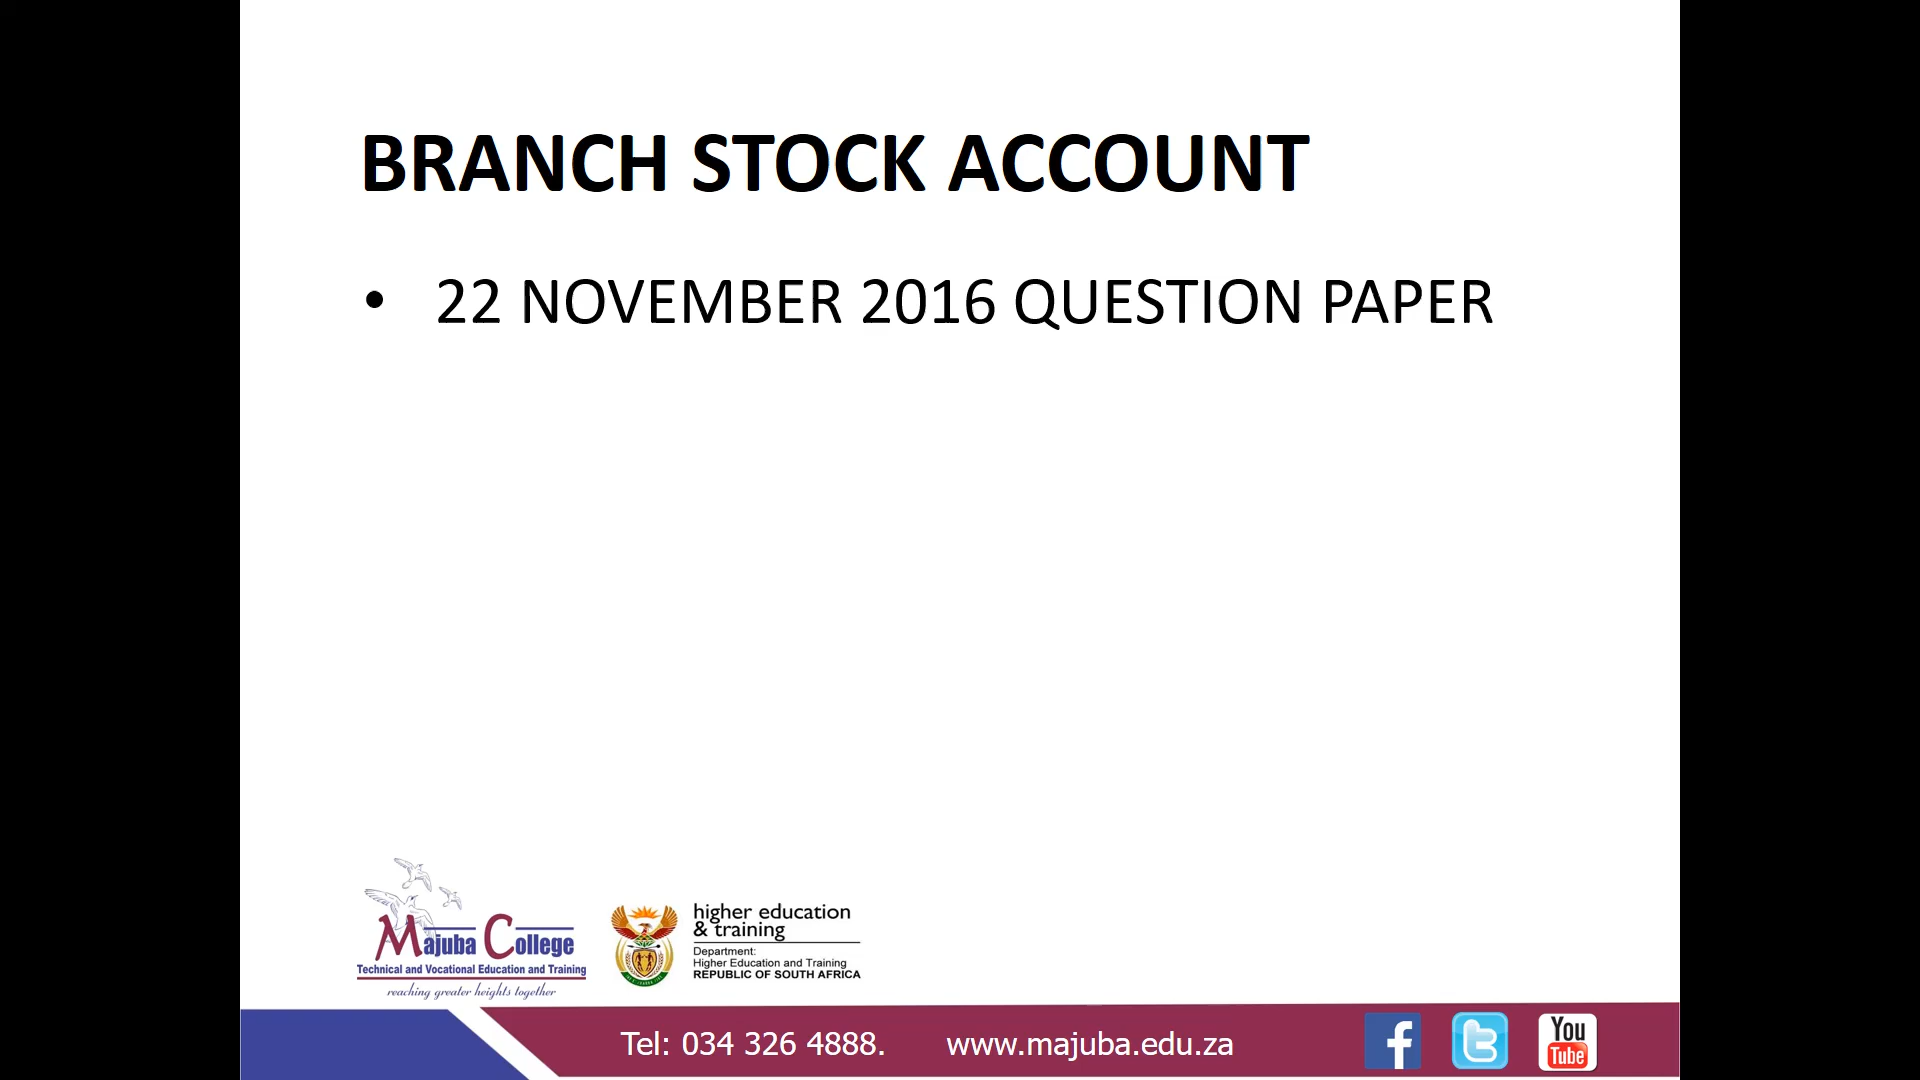 BRANCH STOCK ACCOUNT
• 22 NOVEMBER 2016 QUESTION PAPER
Majuba College
Technical and Vocational Education and Training
reaching greater heights together
higher education
& training
Department:
Higher Education and Training
REPUBLIC OF SOUTH AFRICA
Tel: 034 326 4888. www.majuba.edu.za
You
Tube